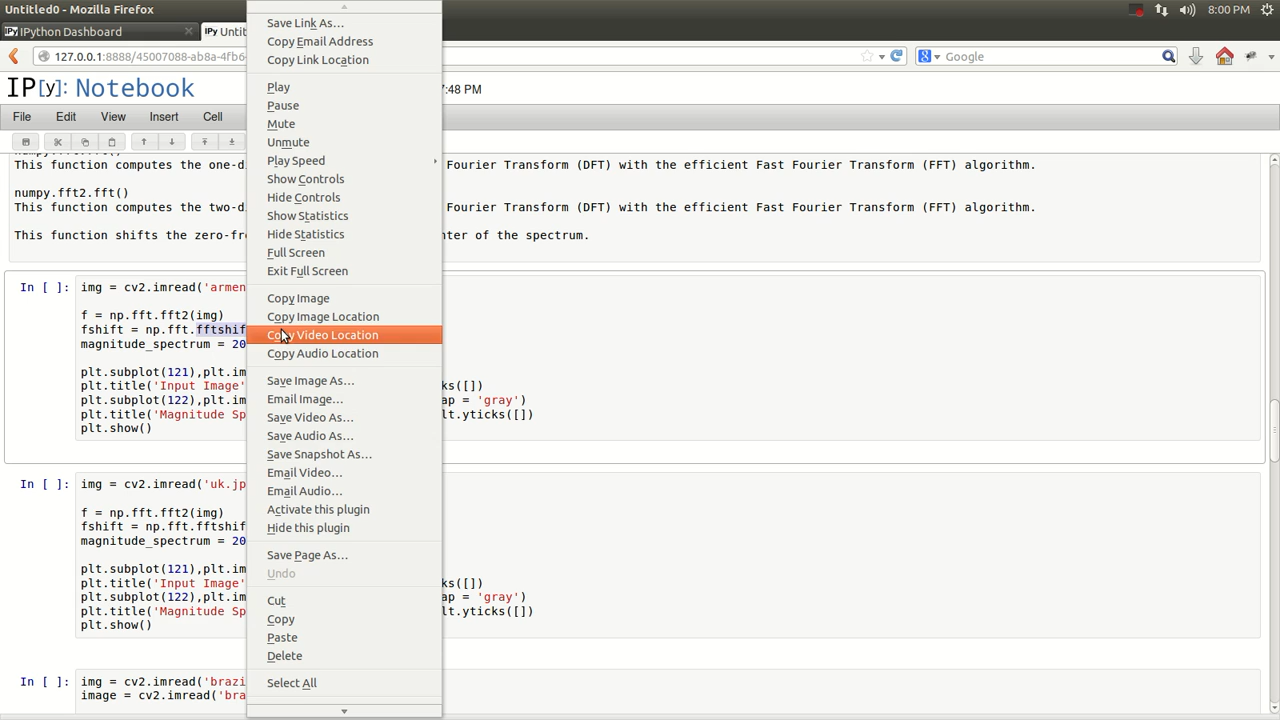 Untitled0 - Mozilla Firefox
8:00 PM
IPython Dashboard
Untit
127.0.0.1:8888/45007088-ab8a-4fb6-
Google
IP[y]: Notebook
7:48 PM
File Edit View Insert Cell
This function computes the one-di Fourier Transform (DFT) with the efficient Fast Fourier Transform (FFT) algorithm.
numpy.fft2.fft()
This function computes the two-di Fourier Transform (DFT) with the efficient Fast Fourier Transform (FFT) algorithm.
This function shifts the zero-fre nter of the spectrum.
In [ ]: img = cv2.imread('armen
f = np.fft.fft2(img)
fshift = np.fft.fftshif
magnitude_spectrum = 20
plt.subplot(121),plt.im
plt.title('Input Image' ks([])
plt.subplot(122),plt.im ap = 'gray')
plt.title('Magnitude Sp lt.yticks([])
plt.show()
In [ ]: img = cv2.imread('uk.jp
f = np.fft.fft2(img)
fshift = np.fft.fftshif
magnitude_spectrum = 20
plt.subplot(121),plt.im
plt.title('Input Image' ks([])
plt.subplot(122),plt.im ap = 'gray')
plt.title('Magnitude Sp lt.yticks([])
plt.show()
In [ ]: img = cv2.imread('brazi
image = cv2.imread('bra
Save Link As...
Copy Email Address
Copy Link Location
Play
Pause
Mute
Unmute
Play Speed
Show Controls
Hide Controls
Show Statistics
Hide Statistics
Full Screen
Exit Full Screen
Copy Image
Copy Image Location
Copy Video Location
Copy Audio Location
Save Image As...
Email Image...
Save Video As...
Save Audio As...
Save Snapshot As...
Email Video...
Email Audio...
Activate this plugin
Hide this plugin
Save Page As...
Undo
Cut
Copy
Paste
Delete
Select All